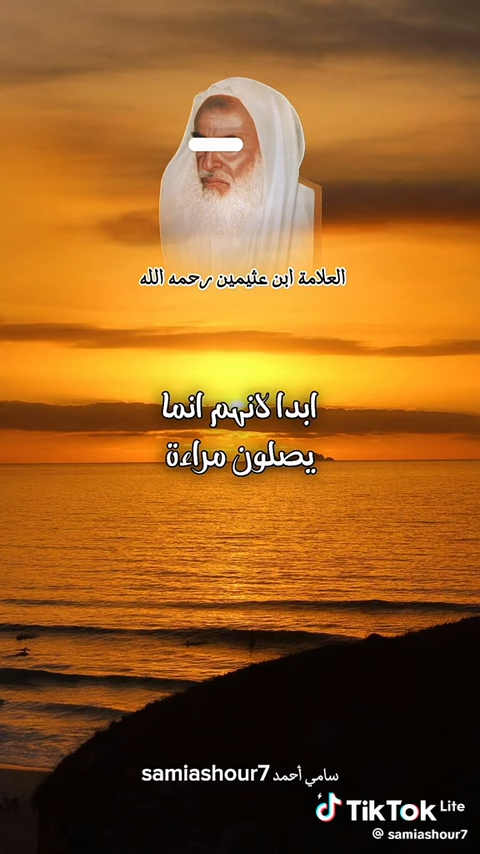 العلامة ابن عثيمين رحمه الله
ابدا لانهم انما
يصلون مراءة
سامي أحمد samiashour7
TikTok Lite
@ samiashour7